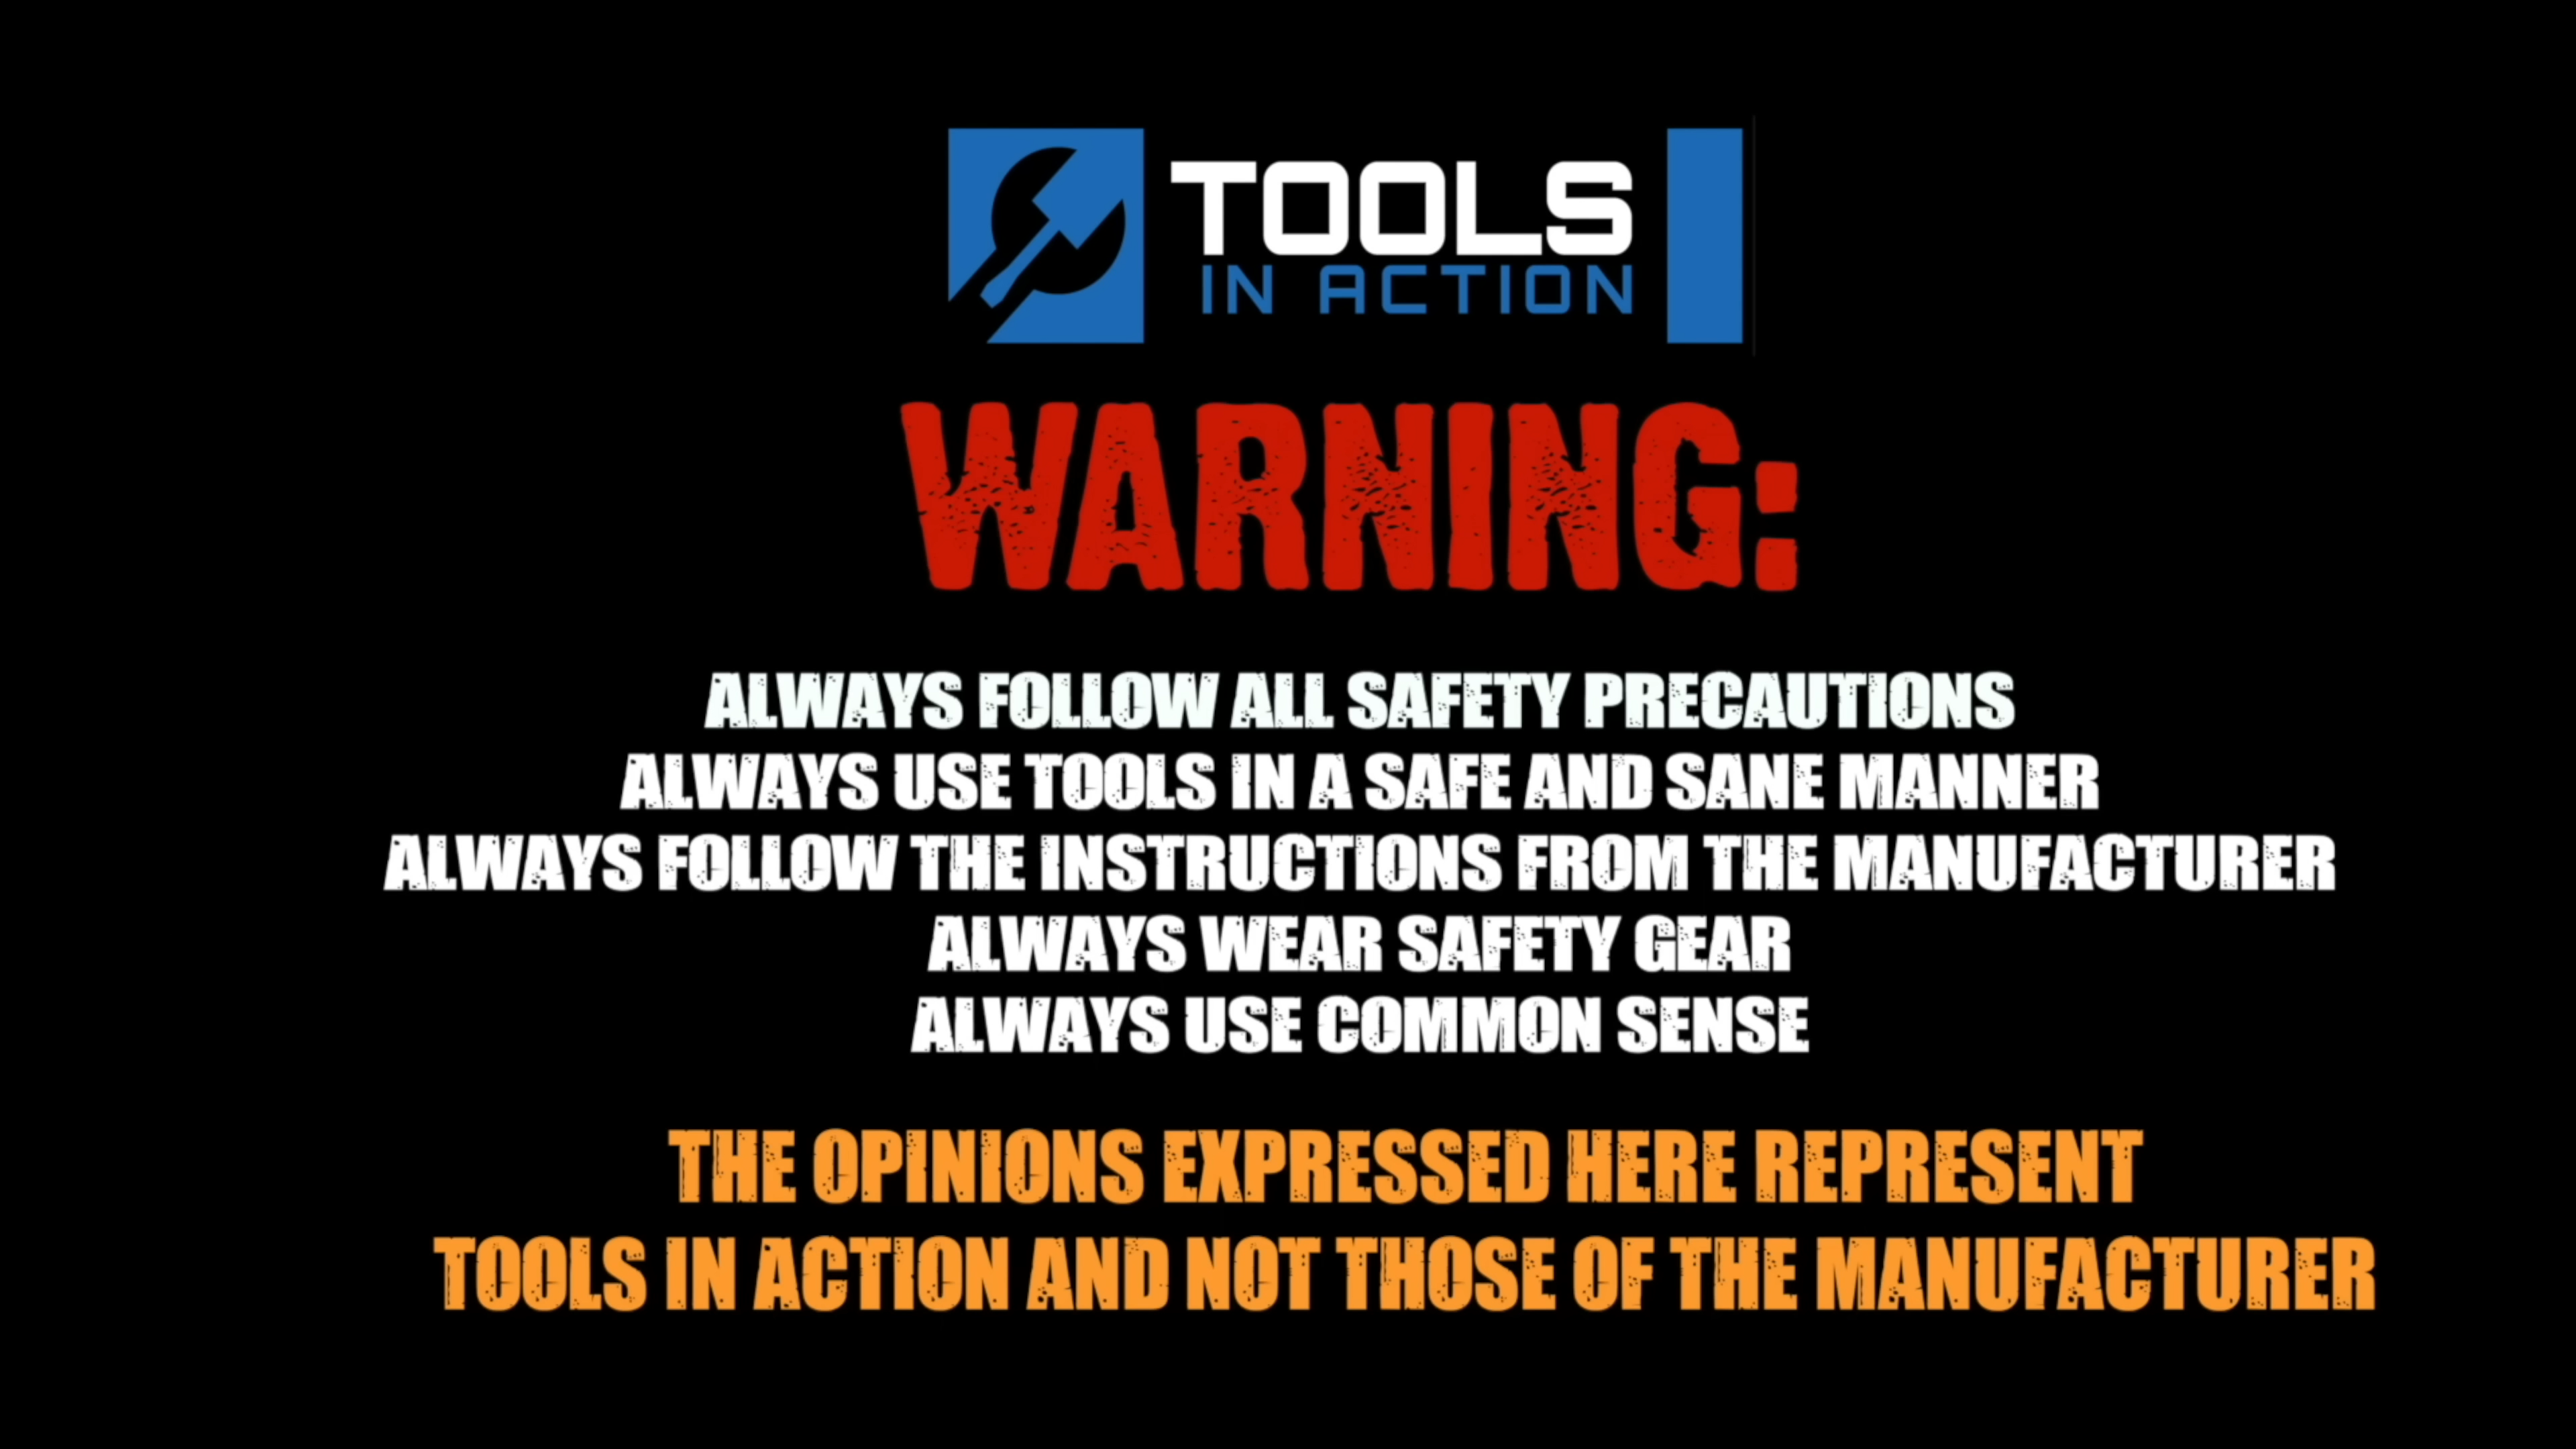 TOOLS
IN ACTION
WARNING:
ALWAYS FOLLOW ALL SAFETY PRECAUTIONS
ALWAYS USE TOOLS IN A SAFE AND SANE MANNER
ALWAYS FOLLOW THE INSTRUCTIONS FROM THE MANUFACTURER
ALWAYS WEAR SAFETY GEAR
ALWAYS USE COMMON SENSE
THE OPINIONS EXPRESSED HERE REPRESENT
TOOLS IN ACTION AND NOT THOSE OF THE MANUFACTURER